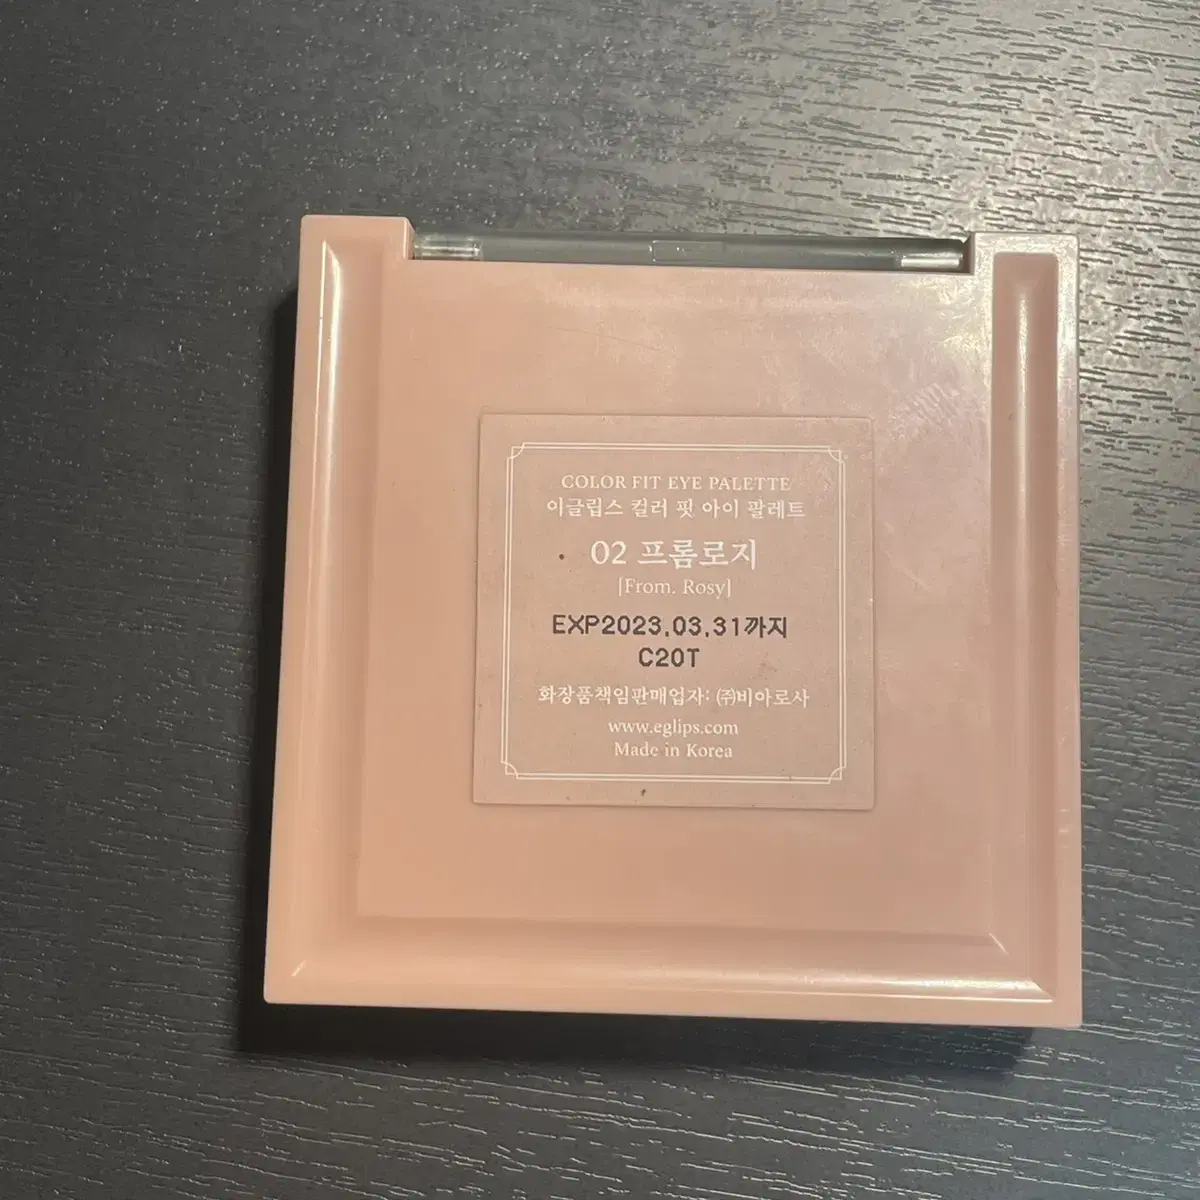 COLOR FIT EYE PALETTE
이글립스 컬러 핏 아이 팔레트
02 프롬로지
[From. Rosy]
EXP2023.03.31까지
C20T
화장품책임판매업자: ㈜비아로사
www.eglips.com
Made in Korea